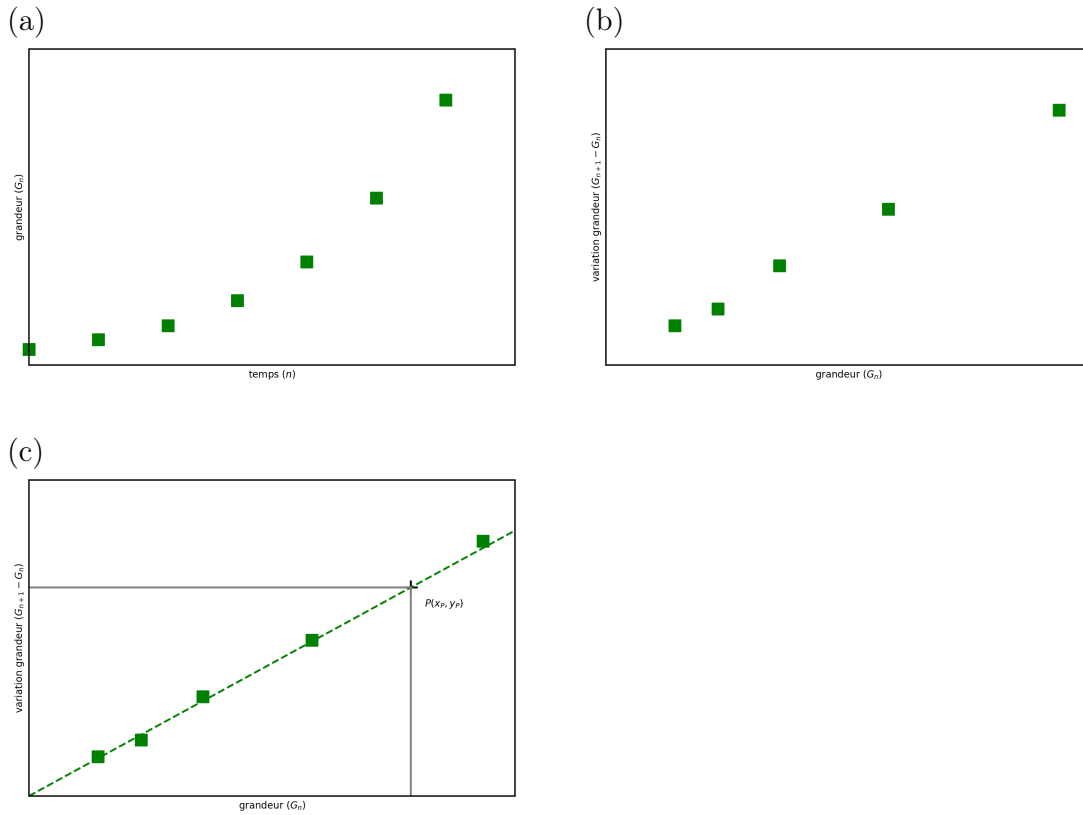 (a)
grandeur (Gₙ)
temps (n)
(b)
variation grandeur (Gₙ₊₁ − Gₙ)
grandeur (Gₙ)
(c)
variation grandeur (Gₙ₊₁ − Gₙ)
P(x_P, y_P)
grandeur (Gₙ)